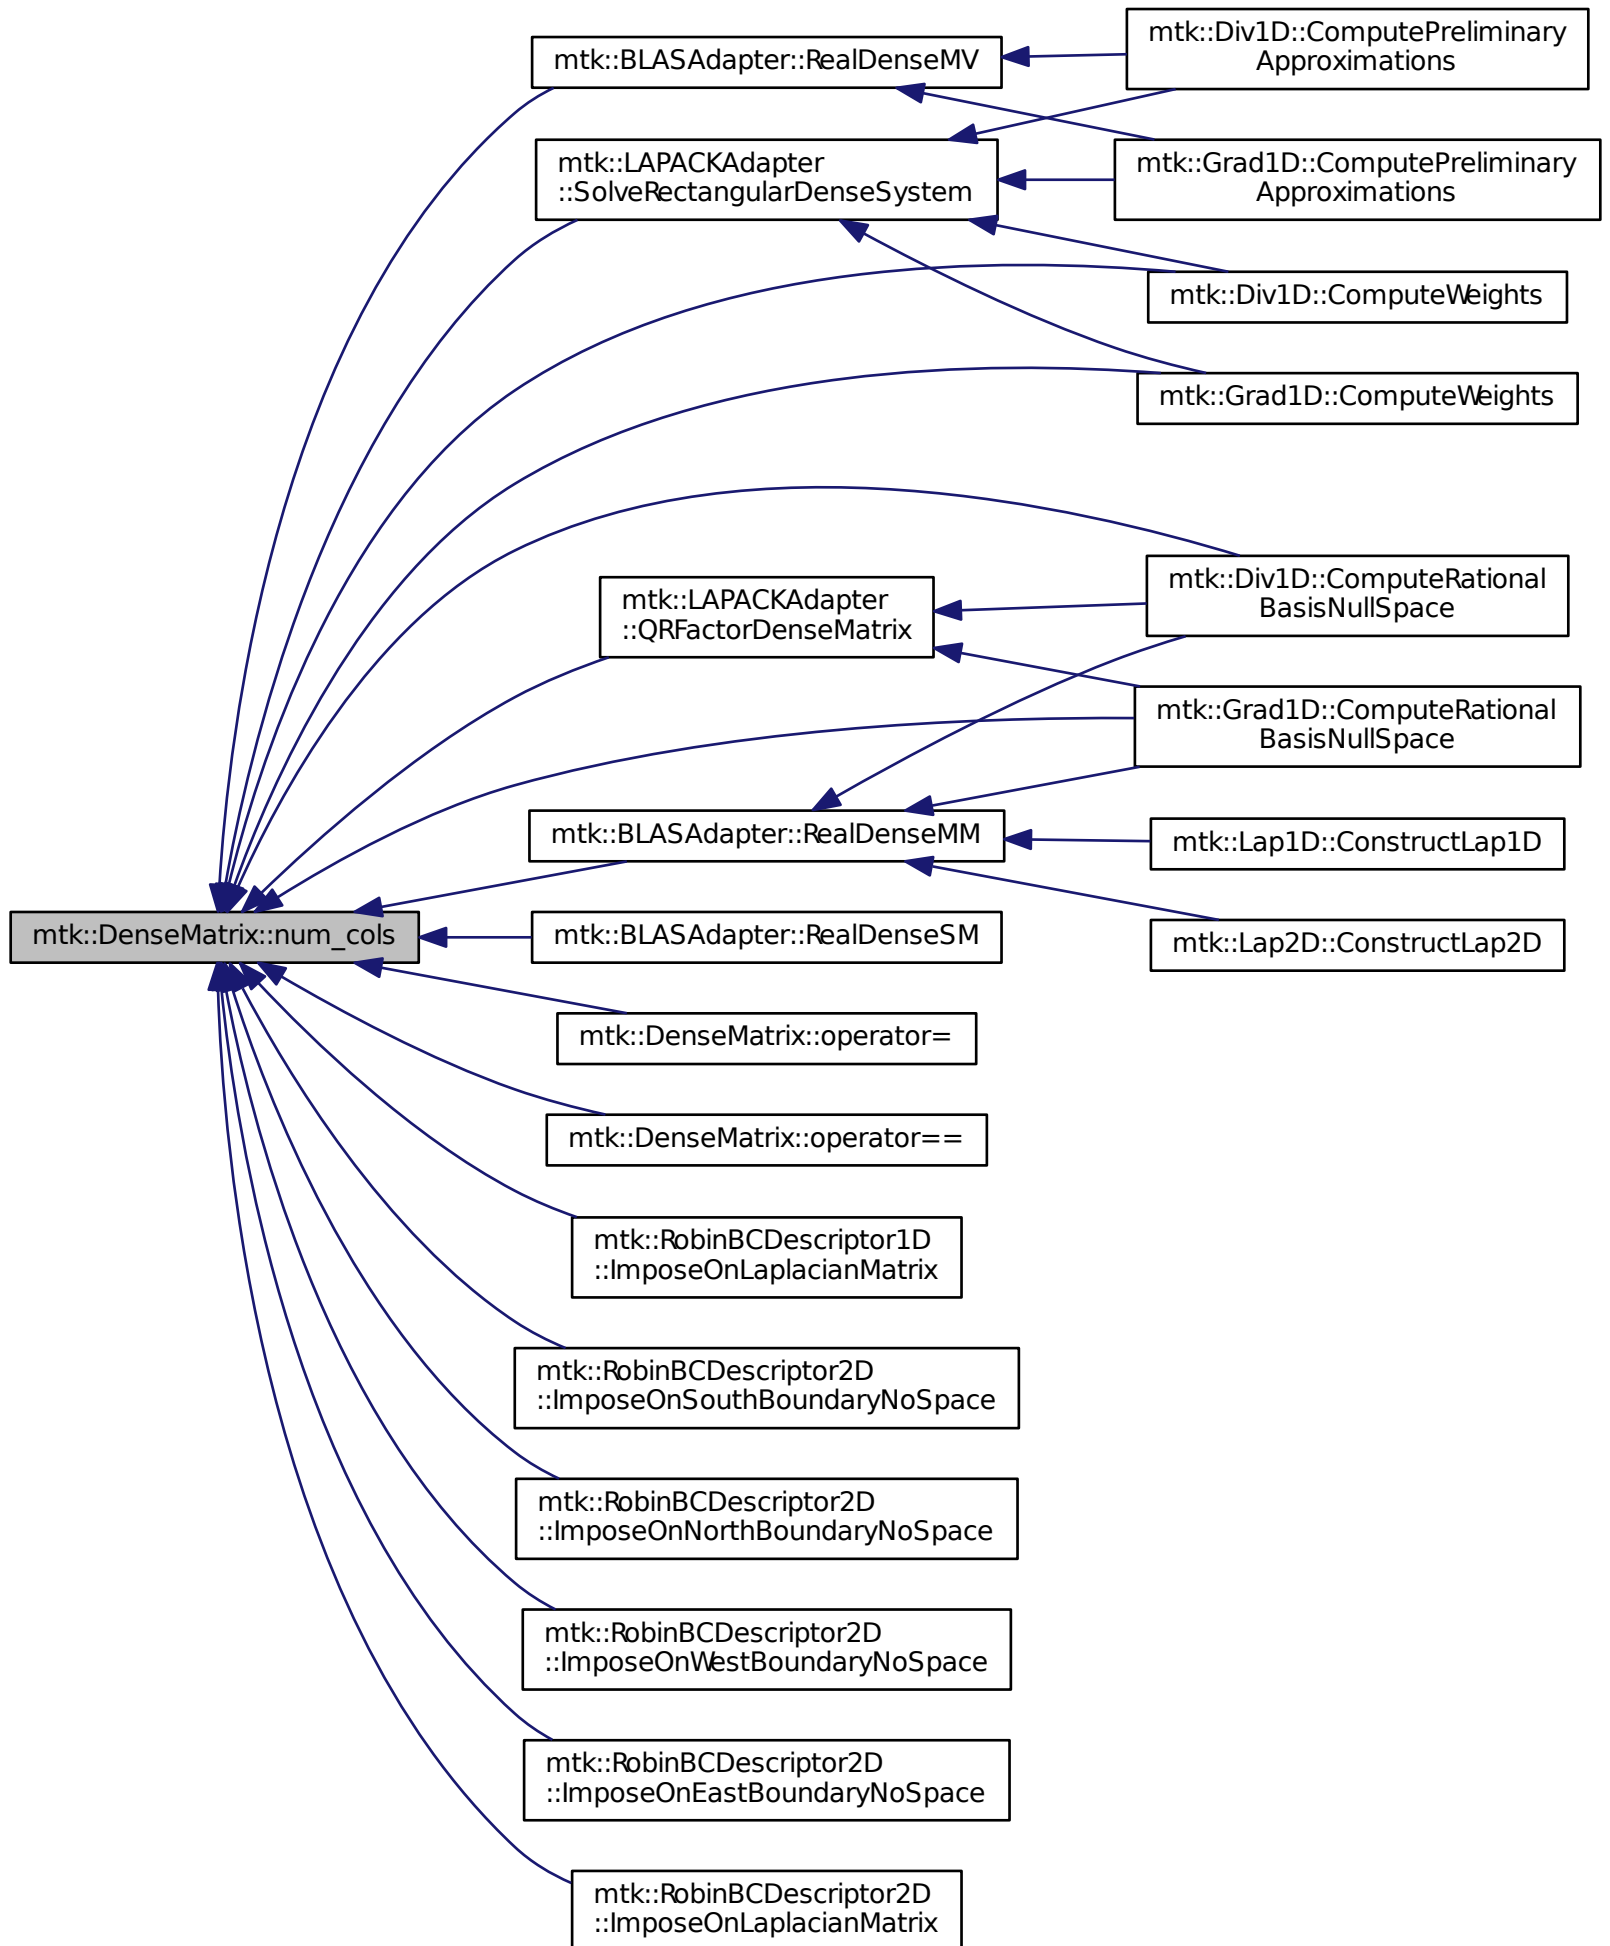 mtk::Div1D::ComputePreliminary
Approximations
mtk::BLASAdapter::RealDenseMV
mtk::Grad1D::ComputePreliminary
Approximations
mtk::LAPACKAdapter
::SolveRectangularDenseSystem
mtk::Div1D::ComputeWeights
mtk::Grad1D::ComputeWeights
mtk::Div1D::ComputeRational
BasisNullSpace
mtk::LAPACKAdapter
::QRFactorDenseMatrix
mtk::Grad1D::ComputeRational
BasisNullSpace
mtk::BLASAdapter::RealDenseMM
mtk::Lap1D::ConstructLap1D
mtk::DenseMatrix::num_cols
mtk::BLASAdapter::RealDenseSM
mtk::Lap2D::ConstructLap2D
mtk::DenseMatrix::operator=
mtk::DenseMatrix::operator==
mtk::RobinBCDescriptor1D
::ImposeOnLaplacianMatrix
mtk::RobinBCDescriptor2D
::ImposeOnSouthBoundaryNoSpace
mtk::RobinBCDescriptor2D
::ImposeOnNorthBoundaryNoSpace
mtk::RobinBCDescriptor2D
::ImposeOnWestBoundaryNoSpace
mtk::RobinBCDescriptor2D
::ImposeOnEastBoundaryNoSpace
mtk::RobinBCDescriptor2D
::ImposeOnLaplacianMatrix